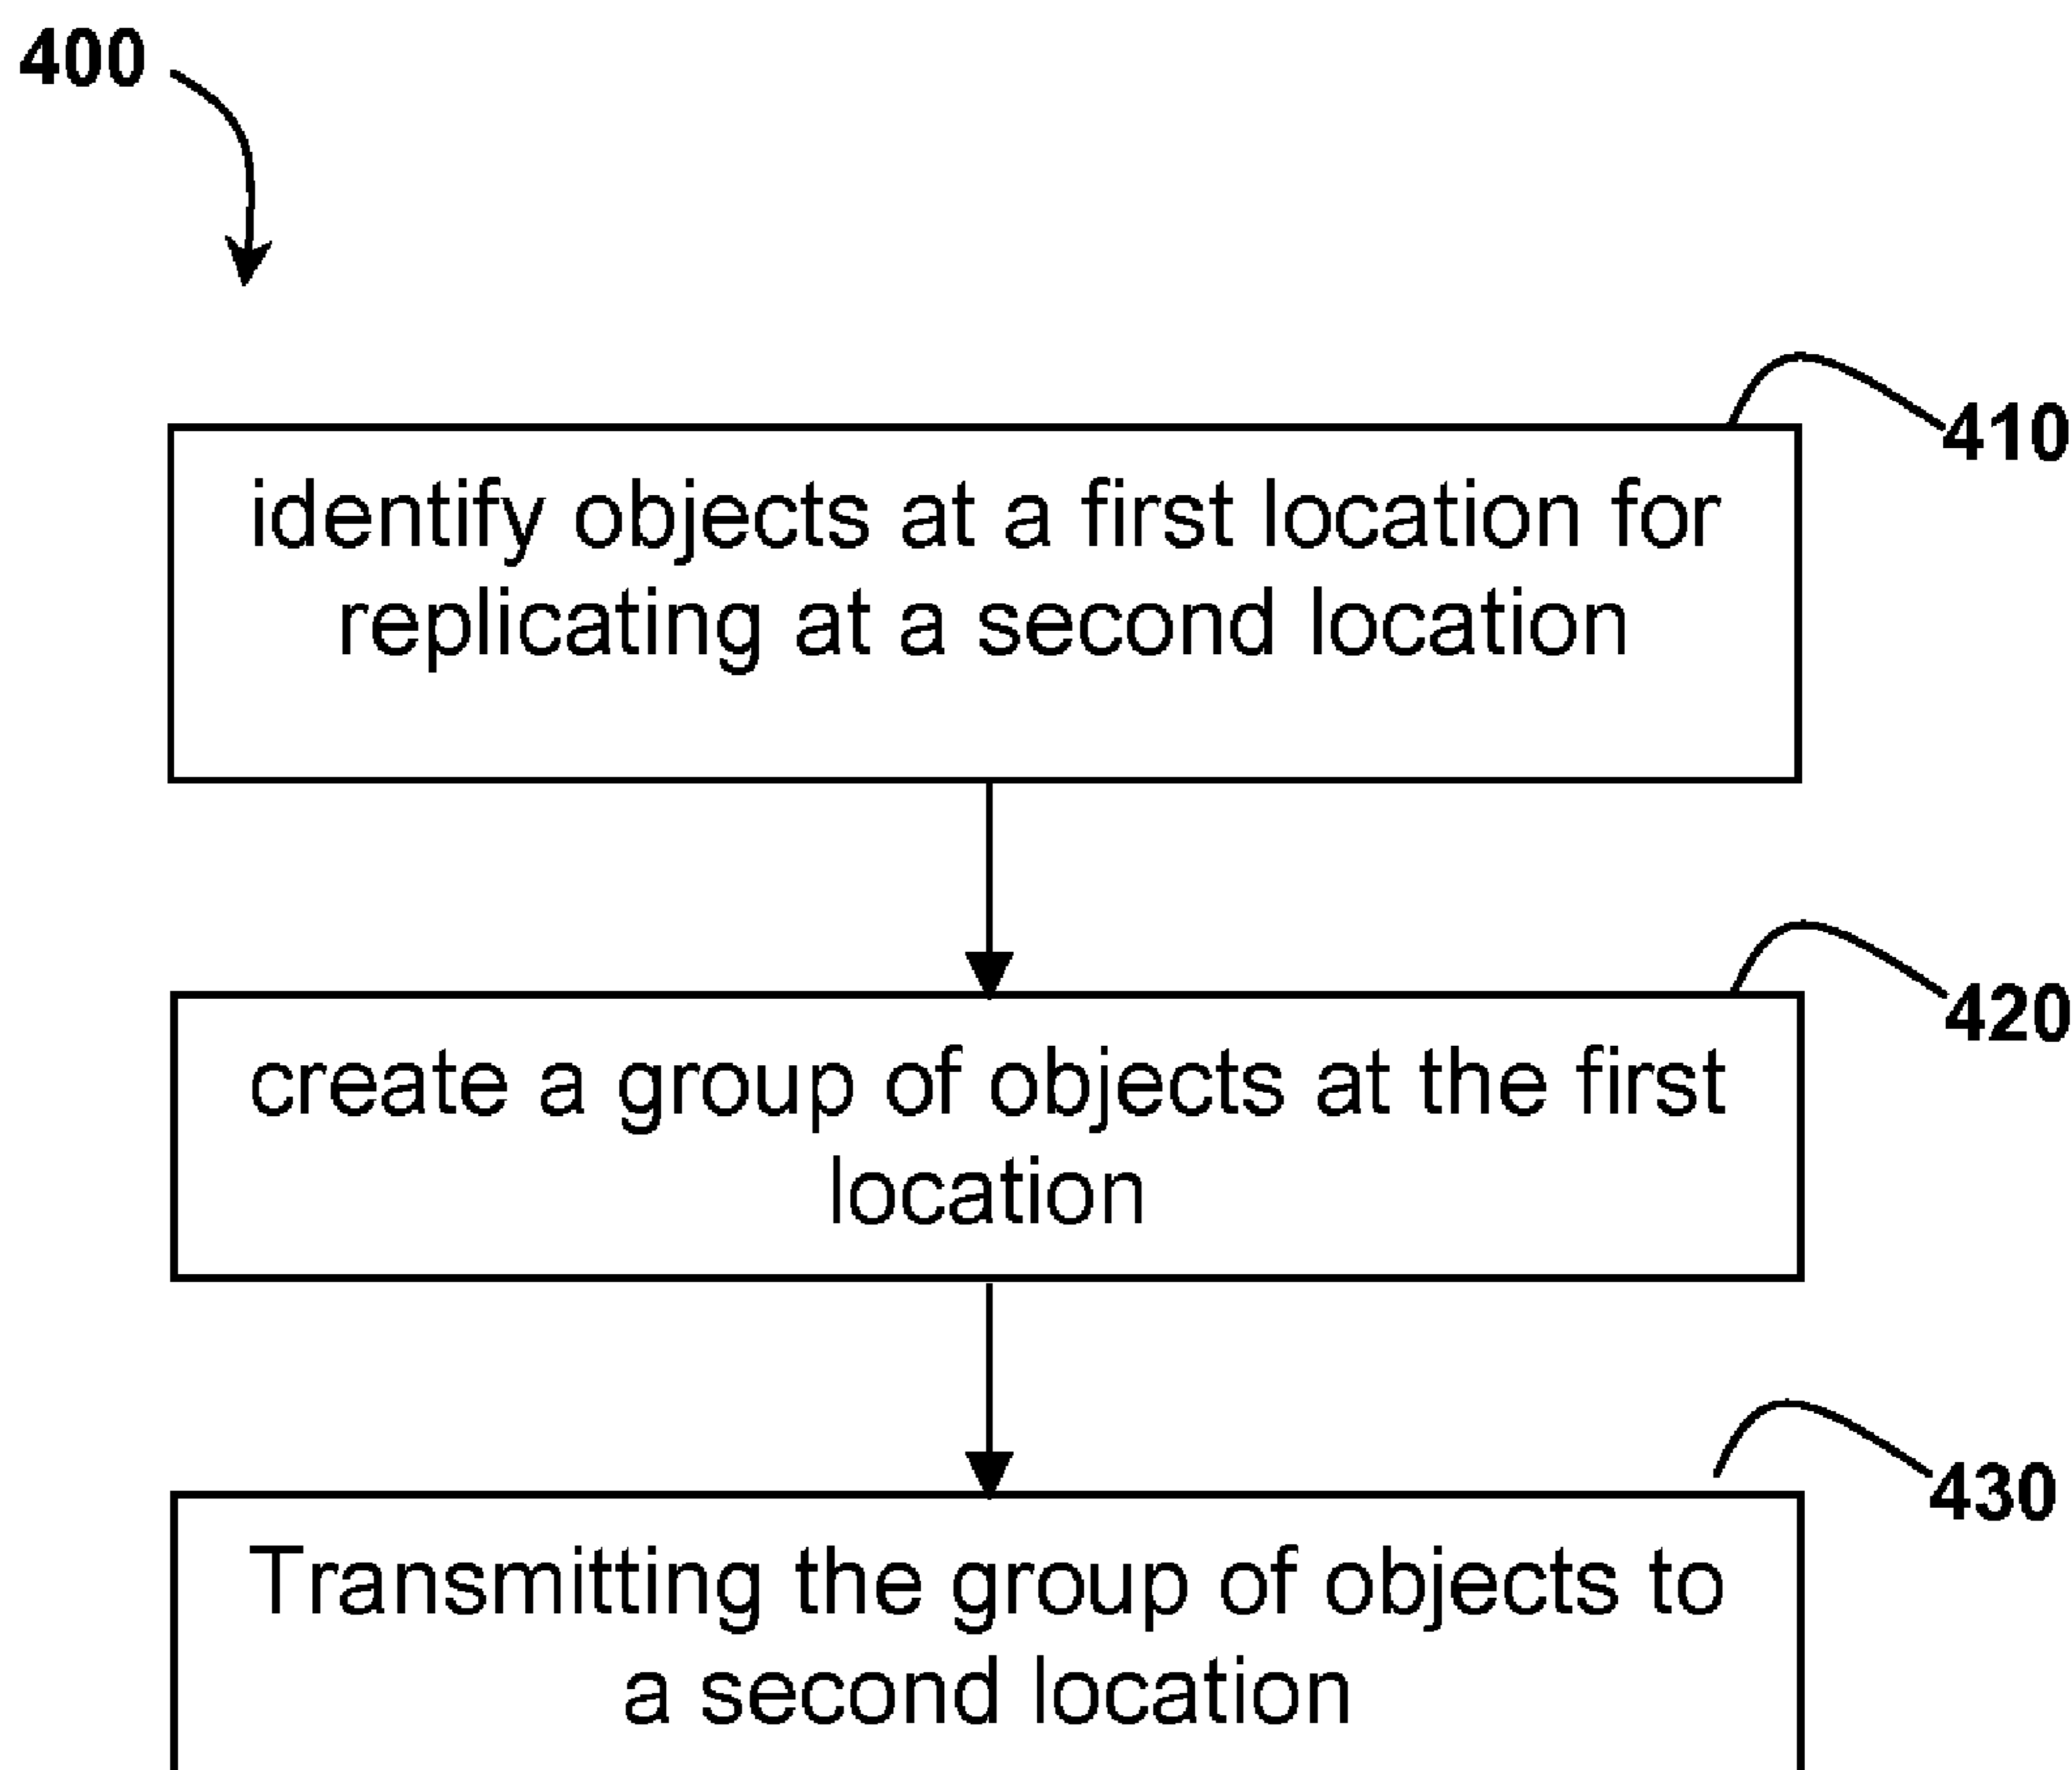 400
410
identify objects at a first location for
replicating at a second location
420
create a group of objects at the first
location
430
Transmitting the group of objects to
a second location